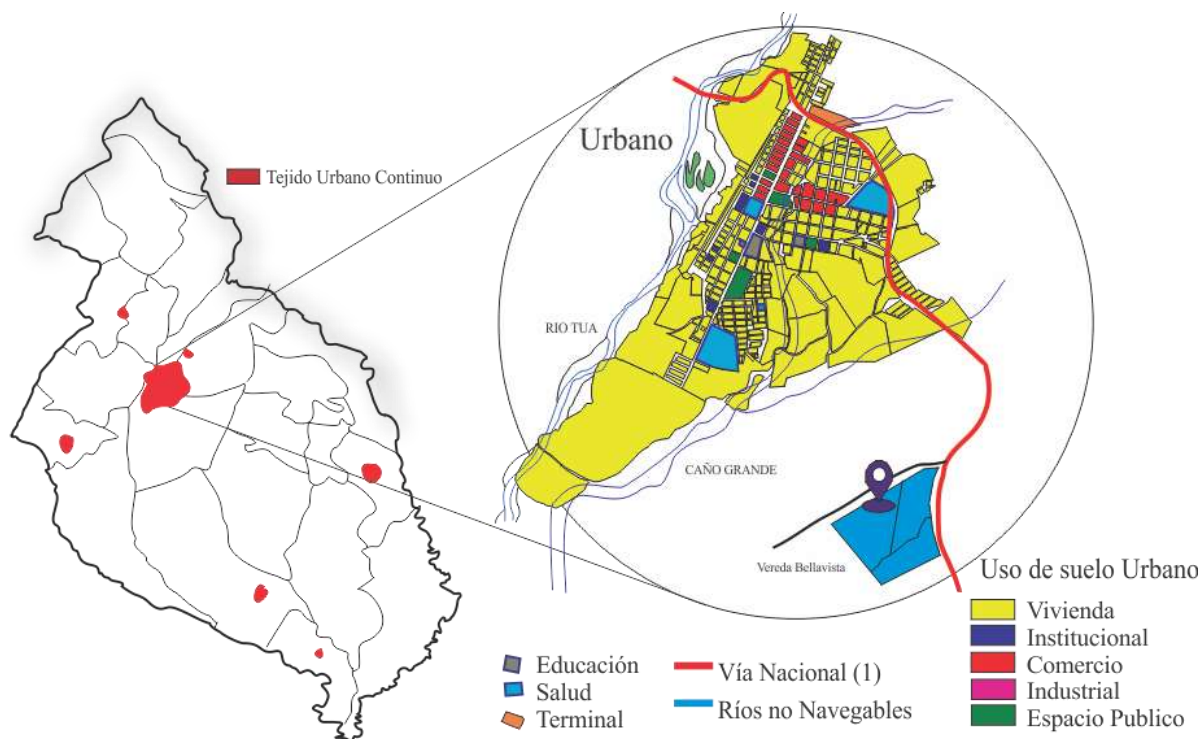 Urbano
Tejido Urbano Continuo
RIO TUA
CAÑO GRANDE
Vereda Bellavista
Uso de suelo Urbano
Vivienda
Institucional
Comercio
Industrial
Espacio Publico
Educación
Salud
Terminal
Vía Nacional (1)
Ríos no Navegables